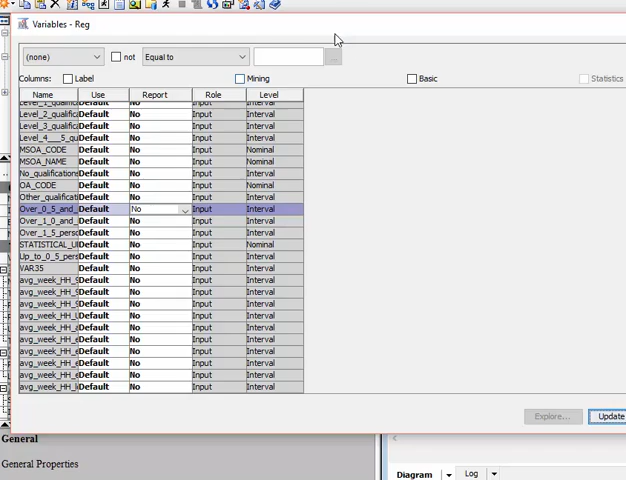 Variables - Reg
(none) not Equal to ...
Columns: Label Mining Basic Statistics
Name Use Report Role Level
Level_1_qualific Default No Input Interval
Level_2_qualific Default No Input Interval
Level_3_qualific Default No Input Interval
Level_4___5_qu Default No Input Interval
MSOA_CODE Default No Input Nominal
MSOA_NAME Default No Input Nominal
No_qualifications Default No Input Interval
OA_CODE Default No Input Nominal
Other_qualificati Default No Input Interval
Over_0_5_and_ Default No Input Interval
Over_1_0_and_ Default No Input Interval
Over_1_5_pers Default No Input Interval
STATISTICAL_U Default No Input Nominal
Up_to_0_5_pers Default No Input Interval
VAR35 Default No Input Interval
avg_week_HH_ Default No Input Interval
avg_week_HH_ Default No Input Interval
avg_week_HH_ Default No Input Interval
avg_week_HH_ Default No Input Interval
avg_week_HH_ Default No Input Interval
avg_week_HH_e Default No Input Interval
avg_week_HH_e Default No Input Interval
avg_week_HH_e Default No Input Interval
avg_week_HH_e Default No Input Interval
avg_week_HH_ Default No Input Interval
Explore... Update
General
General Properties
Diagram Log